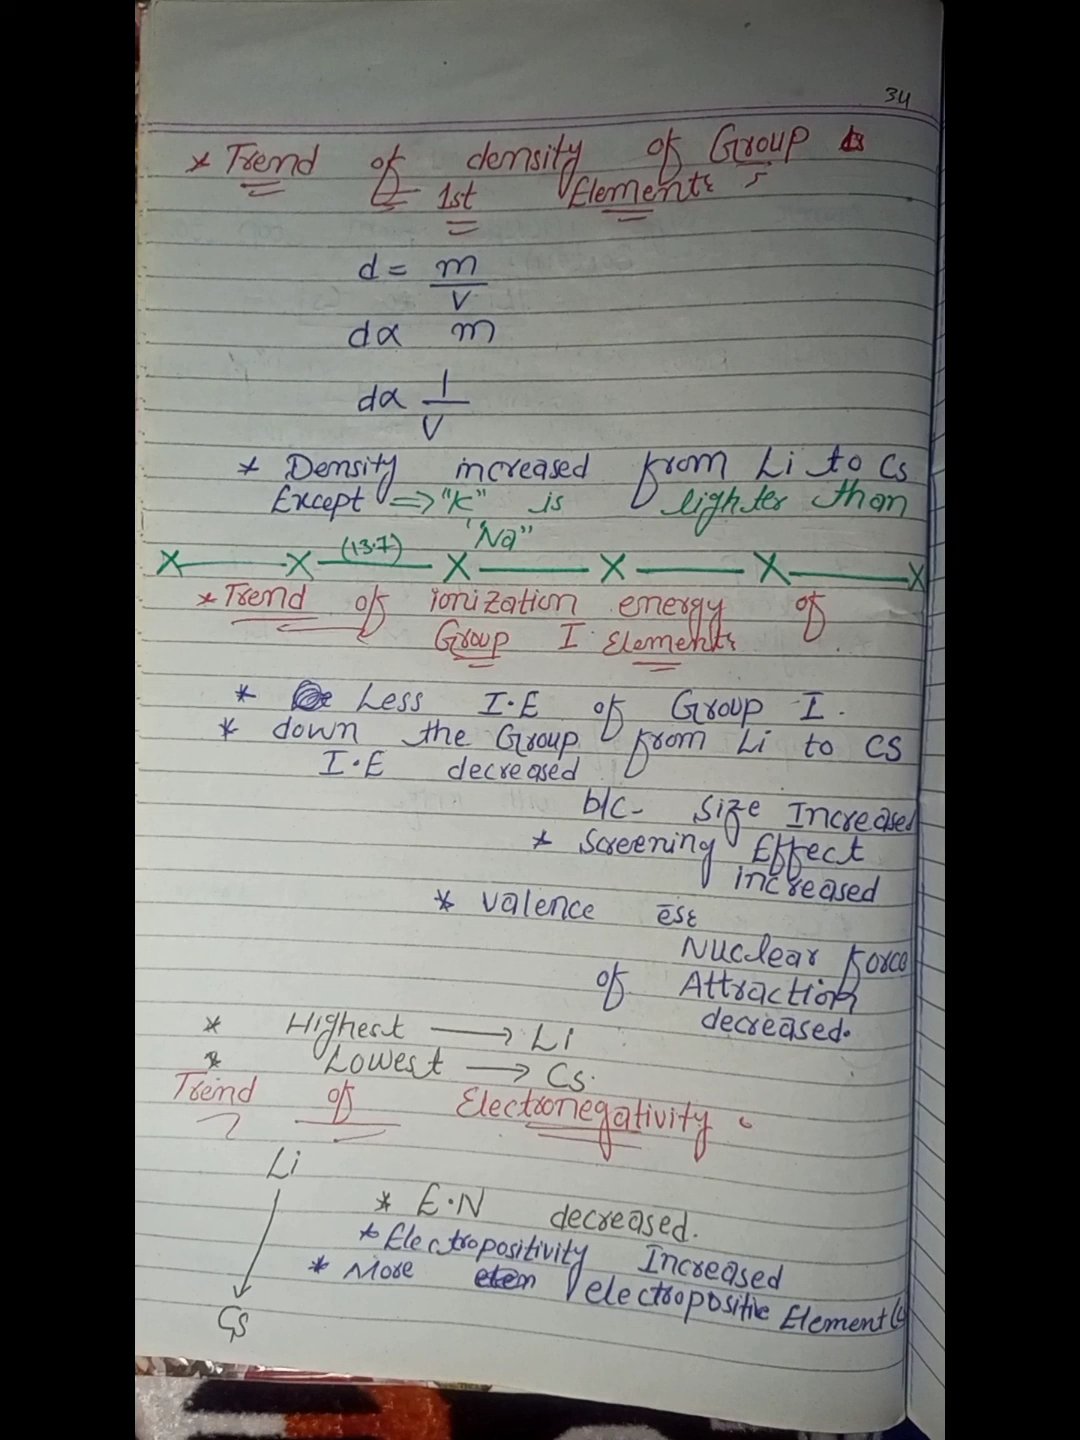 34
* Trend of density of Group
1st Elements
d = m/V
d α m
d α 1/V
* Density increased from Li to Cs
Except ⇒ "K" is lighter than
"Na"
X—X (13.7) X—X—X—X
* Trend of ionization energy of
Group I Elements
* Less I.E of Group I.
* down the Group from Li to CS
I.E decreased
b/c- Size Increased
* Screening Effect
increased
* Valence
Nuclear force
of Attraction
decreased.
* Highest → Li
* Lowest → Cs.
Trend of Electronegativity
Li
* E.N decreased.
* Electropositivity Increased
* More electropositive Element
Cs